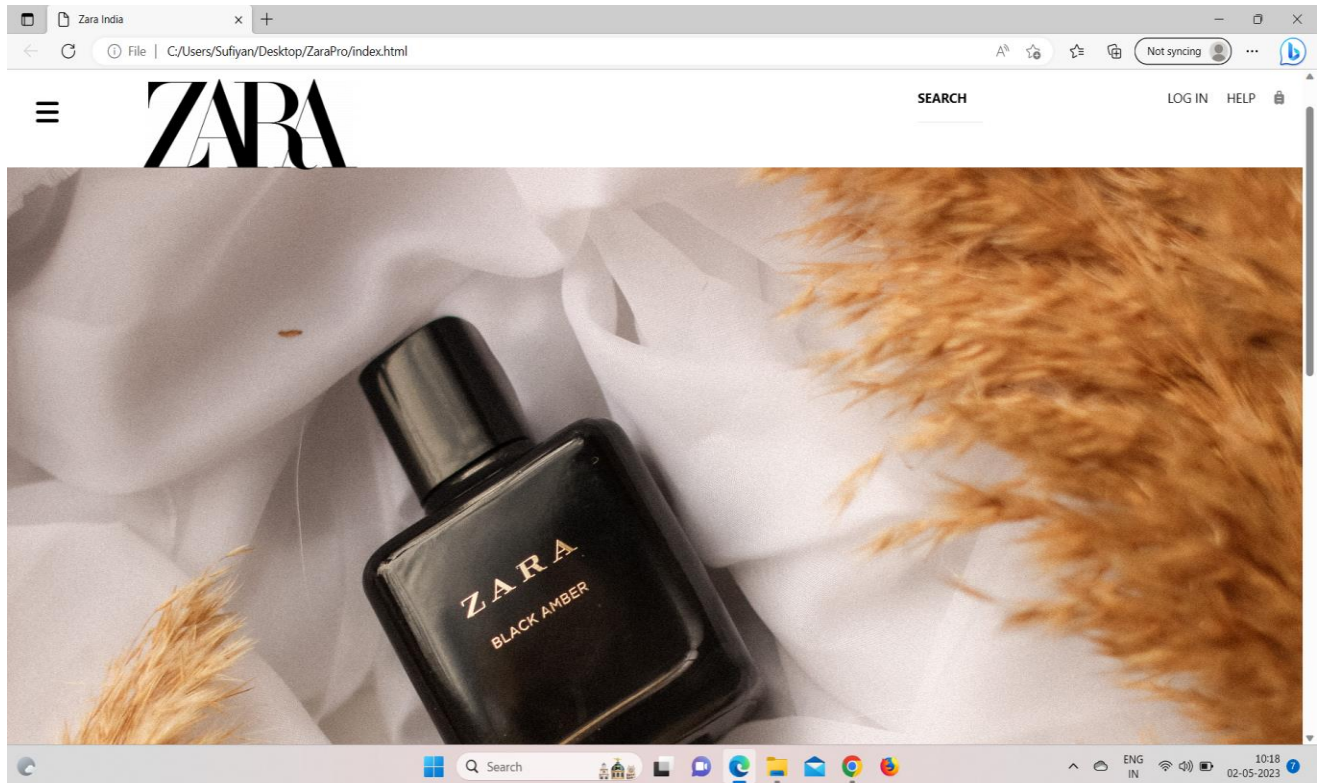 Zara India
File | C:/Users/Sufiyan/Desktop/ZaraPro/index.html
Not syncing
ZARA
SEARCH
LOG IN HELP
ZARA
BLACK AMBER
Search
ENG
IN
10:18
02-05-2023
7